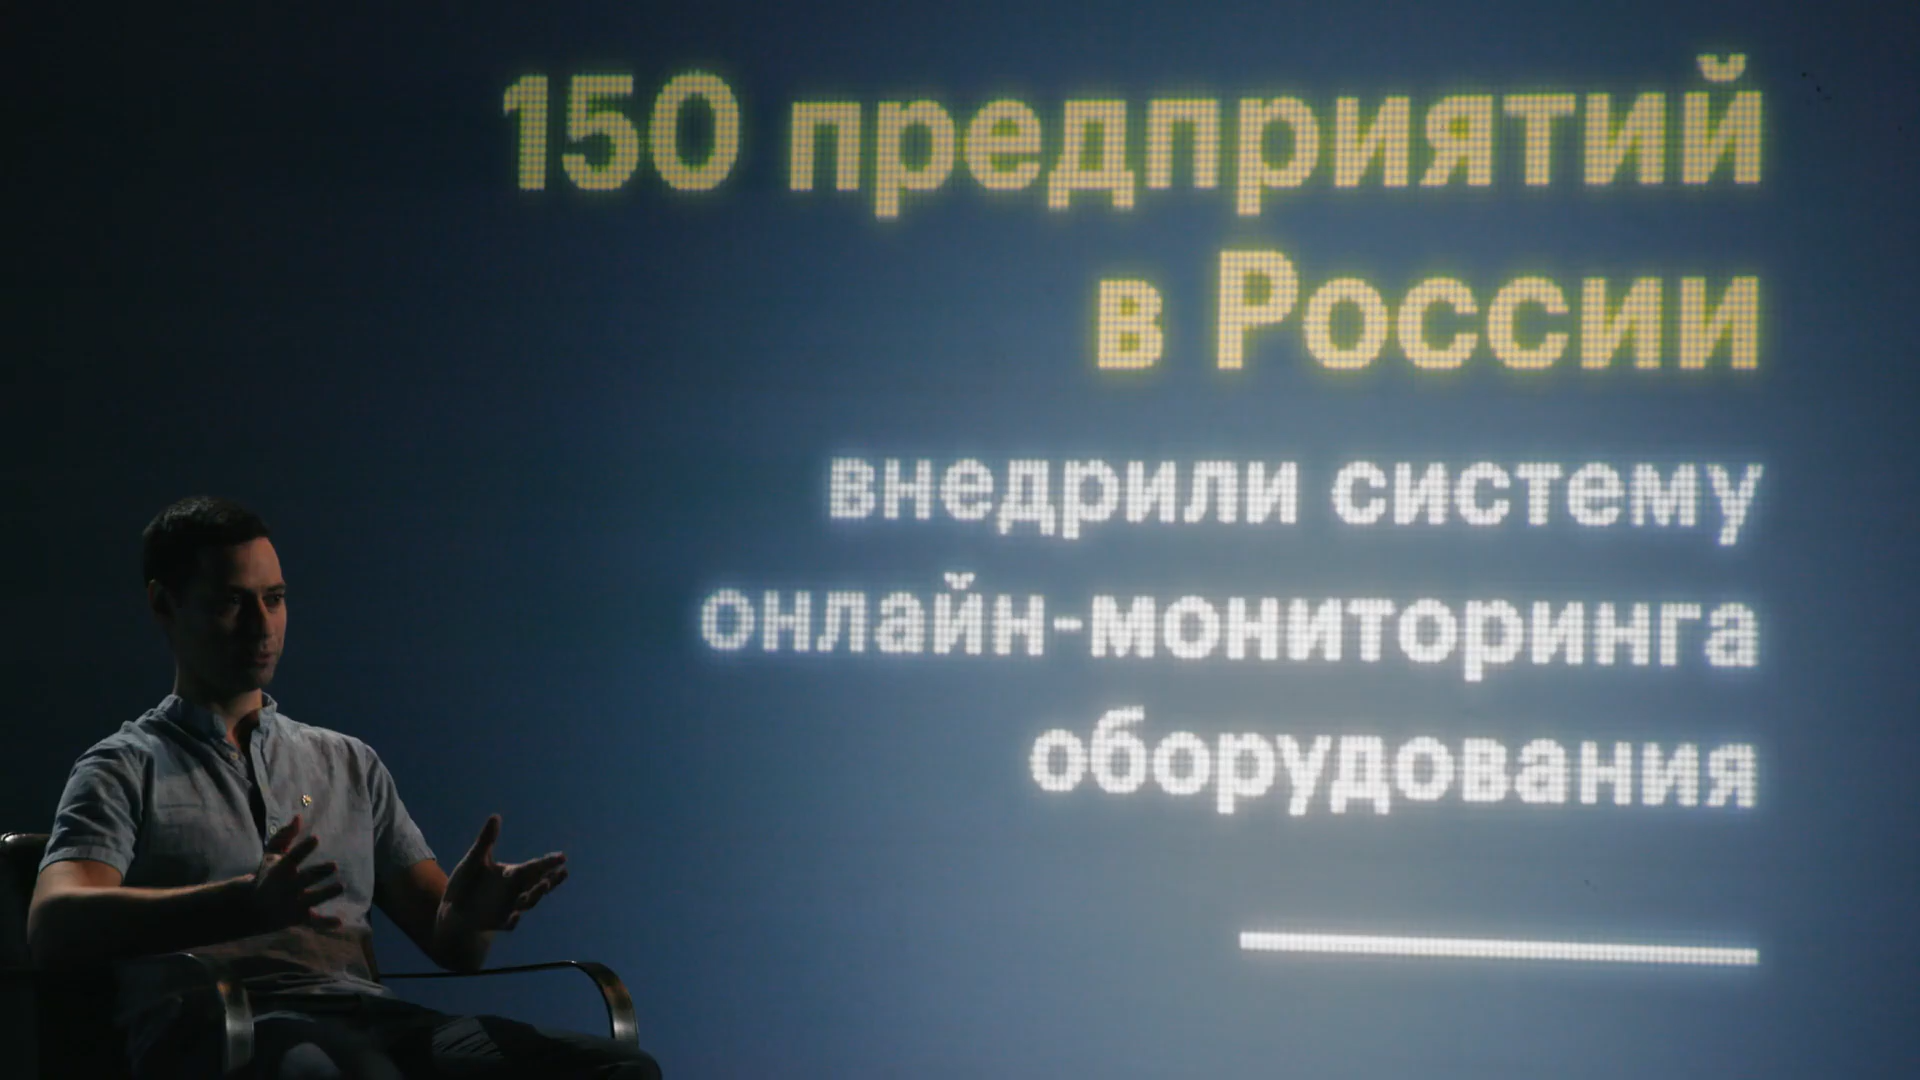 150 предприятий
в России
внедрили систему
онлайн-мониторинга
оборудования